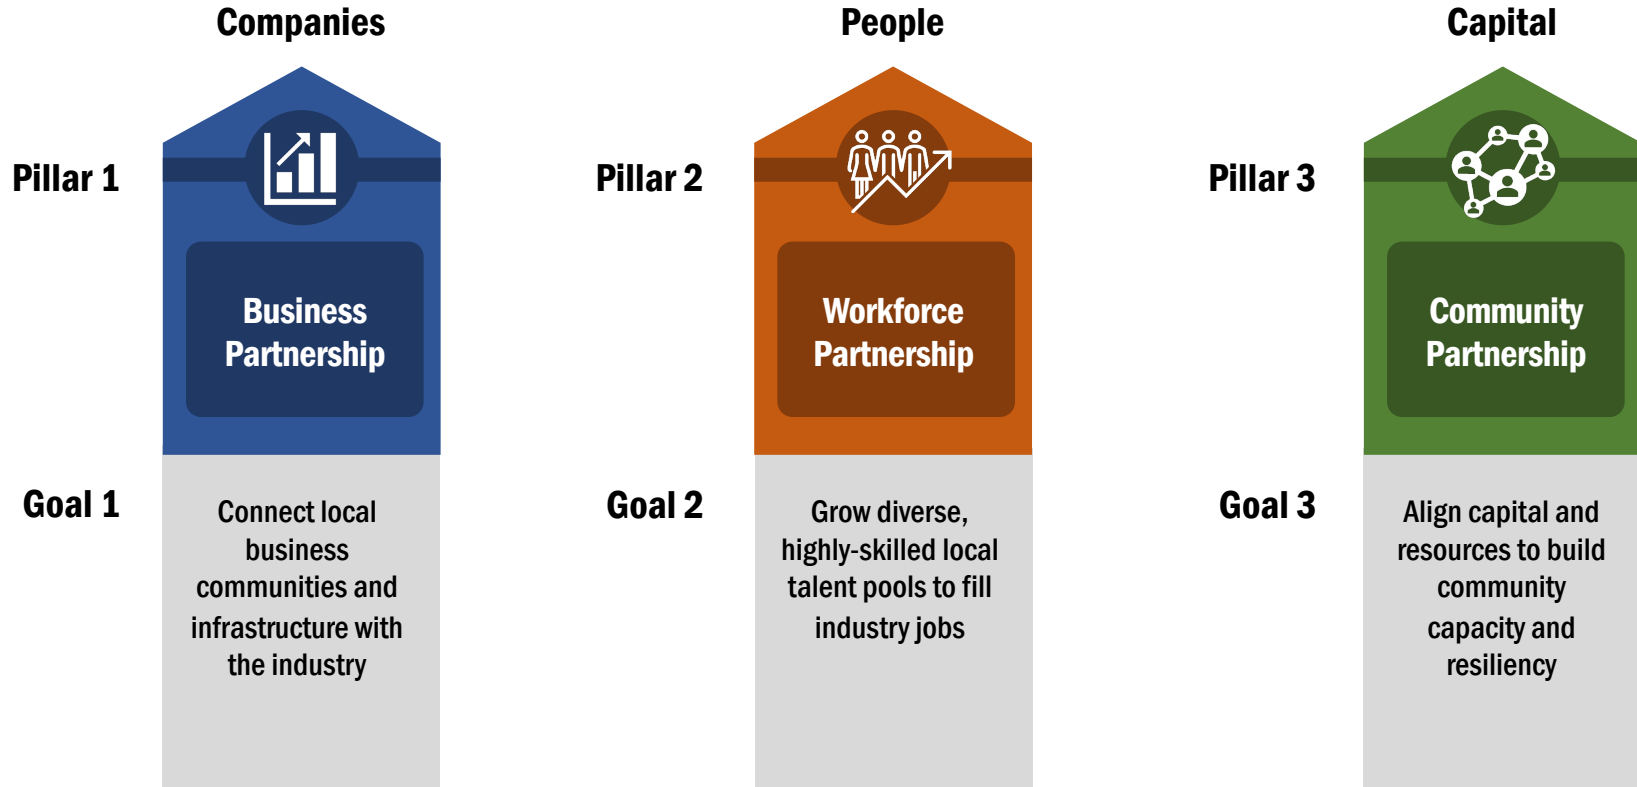 Companies
People
Capital
Pillar 1
Business
Partnership
Pillar 2
Workforce
Partnership
Pillar 3
Community
Partnership
Goal 1
Connect local
business
communities and
infrastructure with
the industry
Goal 2
Grow diverse,
highly-skilled local
talent pools to fill
industry jobs
Goal 3
Align capital and
resources to build
community
capacity and
resiliency